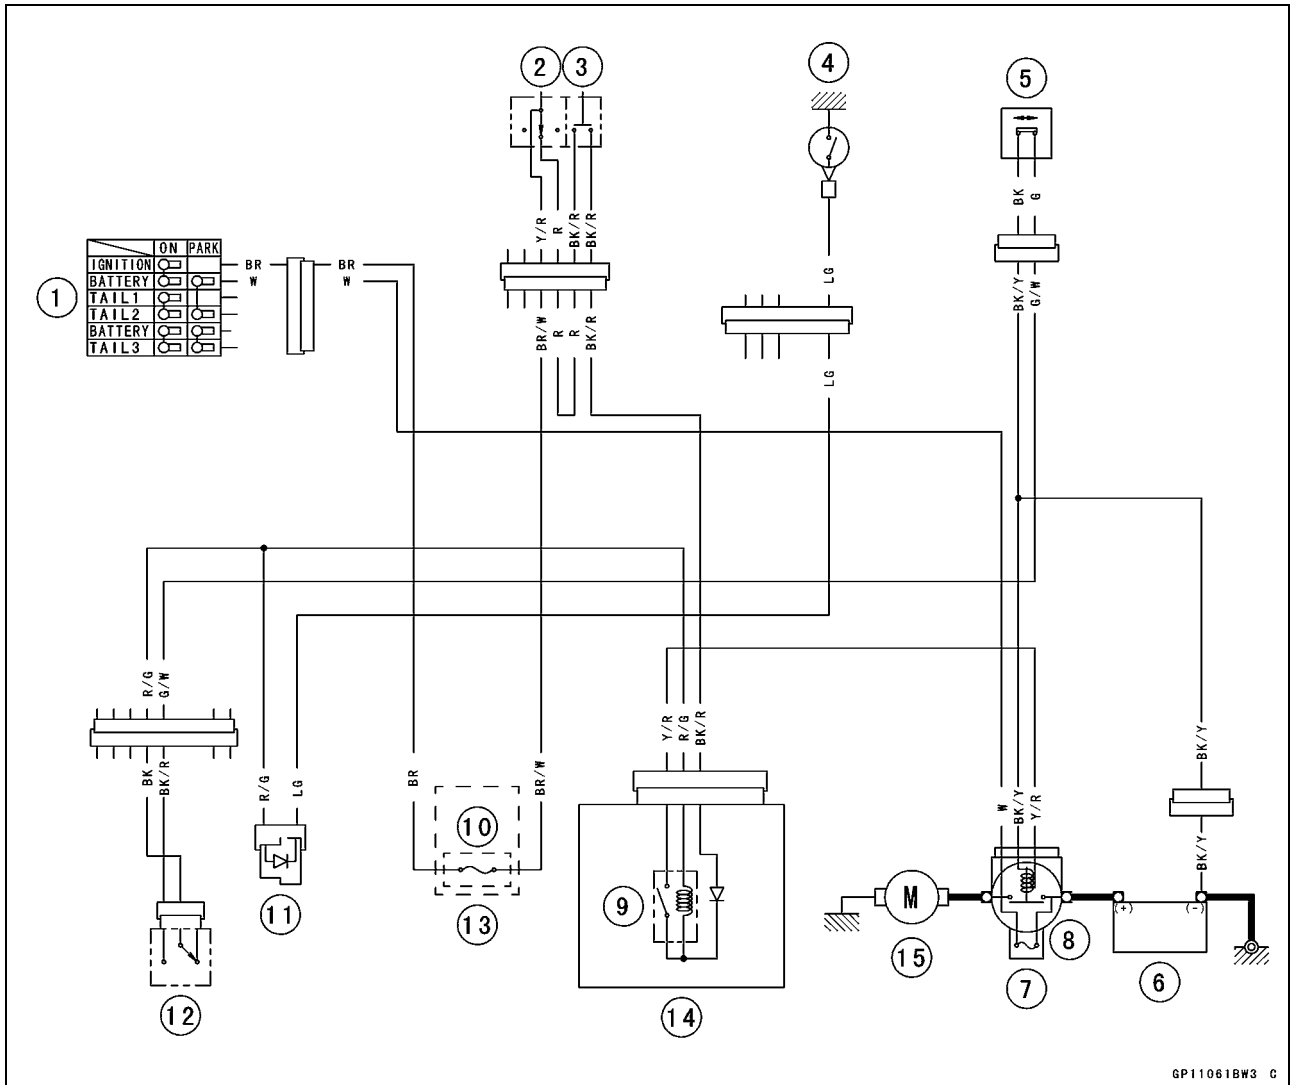 2
3
4
5
ON PARK
IGNITION
BATTERY
TAIL1
TAIL2
BATTERY
TAIL3
1
BR
W
BR
W
Y/R
R
BK/R
BK/R
BR/W
R
R
BK/R
LG
LG
BK
G
BK/Y
G/W
R/G
G/W
BK
BK/R
R/G
LG
BR
BR/W
Y/R
R/G
BK/R
W
BK/Y
Y/R
BK/Y
BK/Y
10
11
12
13
9
14
M
15
8
7
(+)
(-)
6
GP11061BW3 C